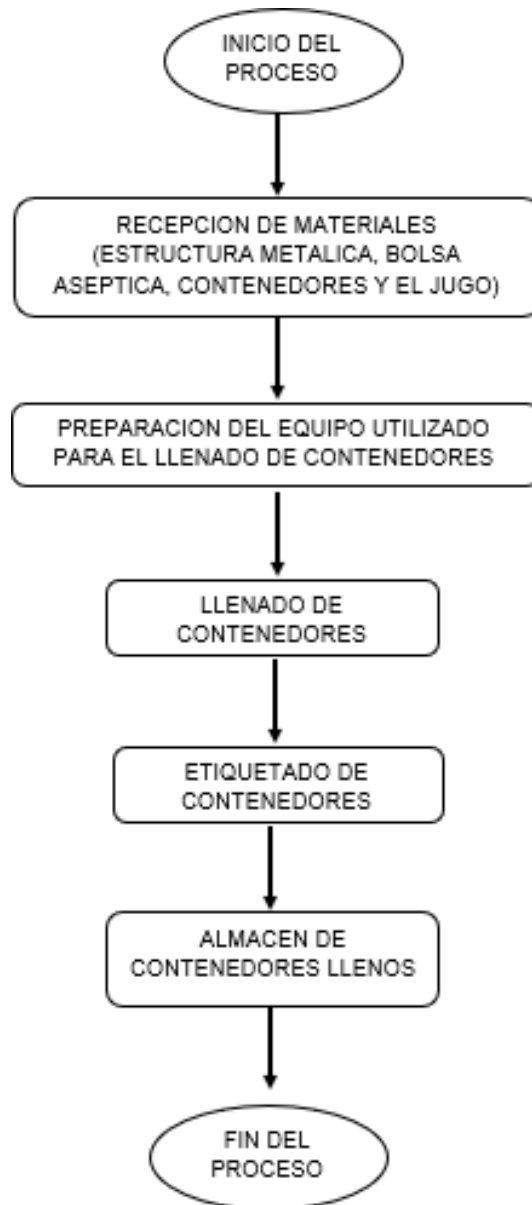 INICIO DEL
PROCESO
RECEPCION DE MATERIALES
(ESTRUCTURA METALICA, BOLSA
ASEPTICA, CONTENEDORES Y EL JUGO)
PREPARACION DEL EQUIPO UTILIZADO
PARA EL LLENADO DE CONTENEDORES
LLENADO DE
CONTENEDORES
ETIQUETADO DE
CONTENEDORES
ALMACEN DE
CONTENEDORES LLENOS
FIN DEL
PROCESO